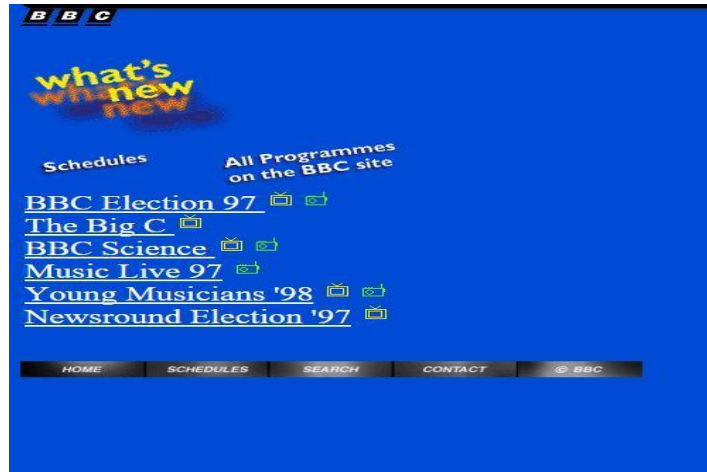 BBC
what's
new
Schedules
All Programmes
on the BBC site
BBC Election 97
The Big C
BBC Science
Music Live 97
Young Musicians '98
Newsround Election '97
HOME SCHEDULES SEARCH CONTACT © BBC